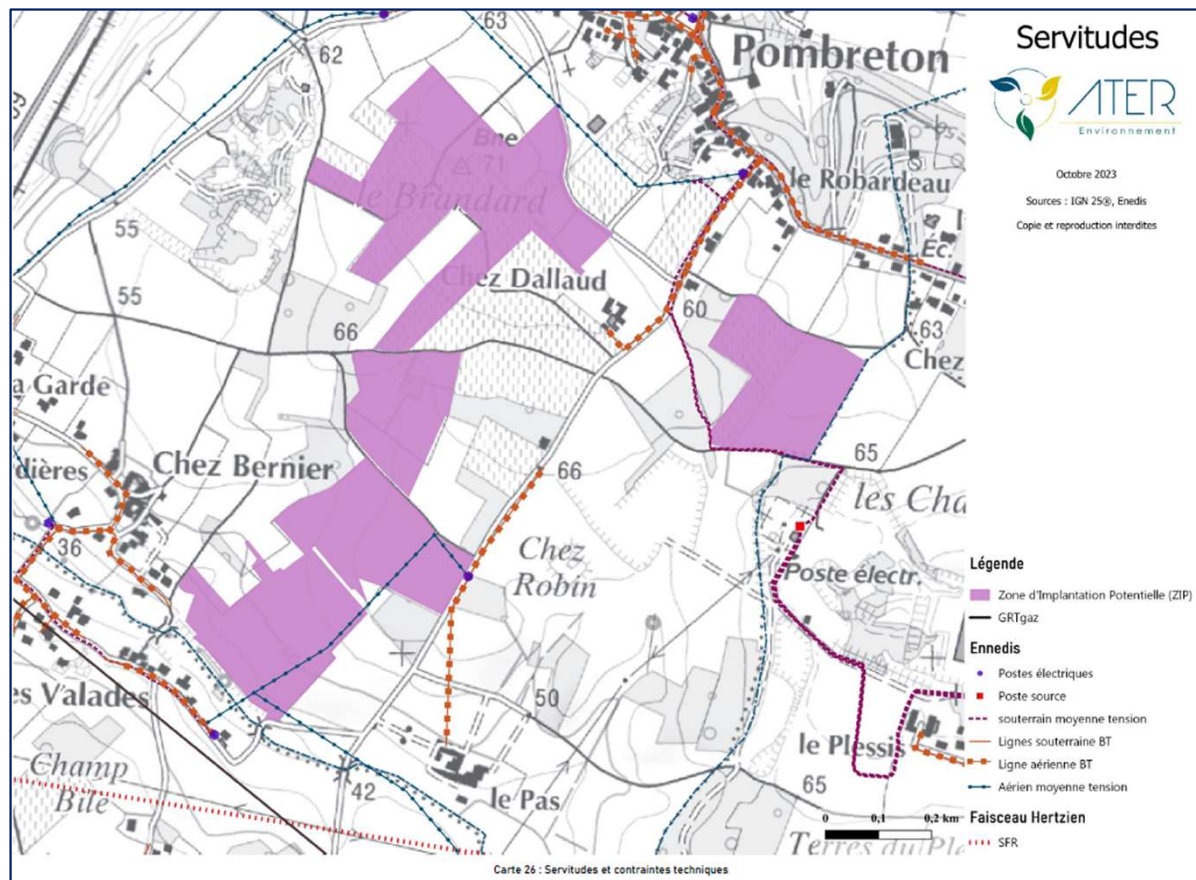 Servitudes
ATER
Environnement
Octobre 2023
Sources : IGN 25®, Enedis
Copie et reproduction interdites
62
63
Pombreton
69
Bne
71
le Brandard
le Robardeau
Éc.
55
55
Chez Dallaud
60
63
Chez
66
a Garde
65
dières
Chez Bernier
66
les Cha
36
Chez
Robin
Poste électr.
es Valades
50
le Plessis
Champ
Bile
42
le Pas
65
Terres du Ple
0 0,1 0,2 km
Légende
Zone d'Implantation Potentielle (ZIP)
GRTgaz
Ennedis
Postes électriques
Poste source
souterrain moyenne tension
Lignes souterraine BT
Ligne aérienne BT
Aérien moyenne tension
Faisceau Hertzien
SFR
Carte 26 : Servitudes et contraintes techniques